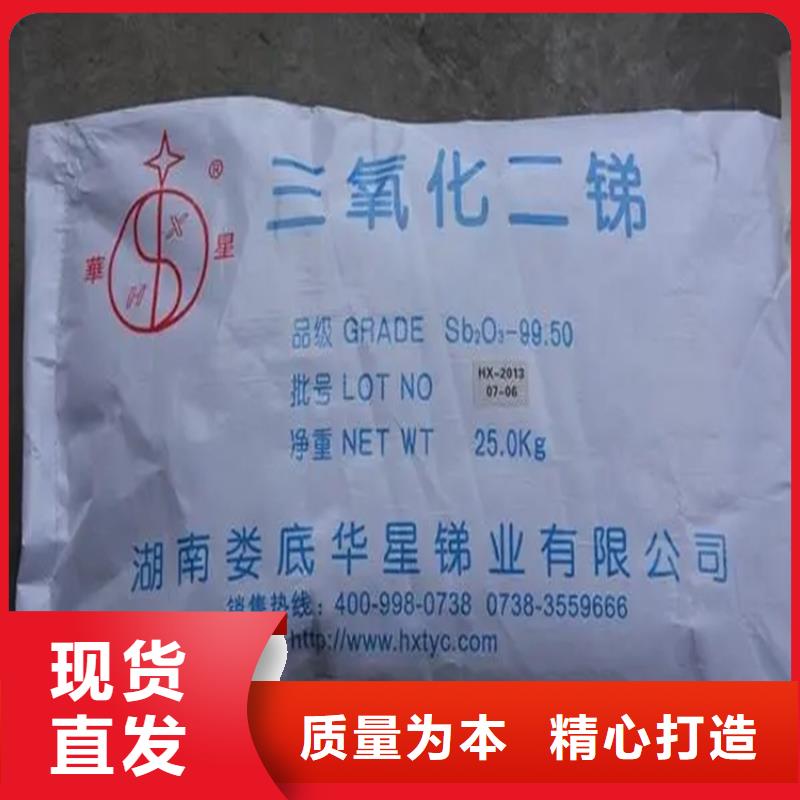 三氧化二锑
®
華 星
X
H
品级 GRADE Sb₂O₃-99.50
批号 LOT NO HX-2013
07-06
净重 NET WT 25.0Kg
湖南娄底华星锑业有限公司
销售热线：400-998-0738 0738-3559666
http://www.hxtyc.com
现货
直发
质量为本 精心打造